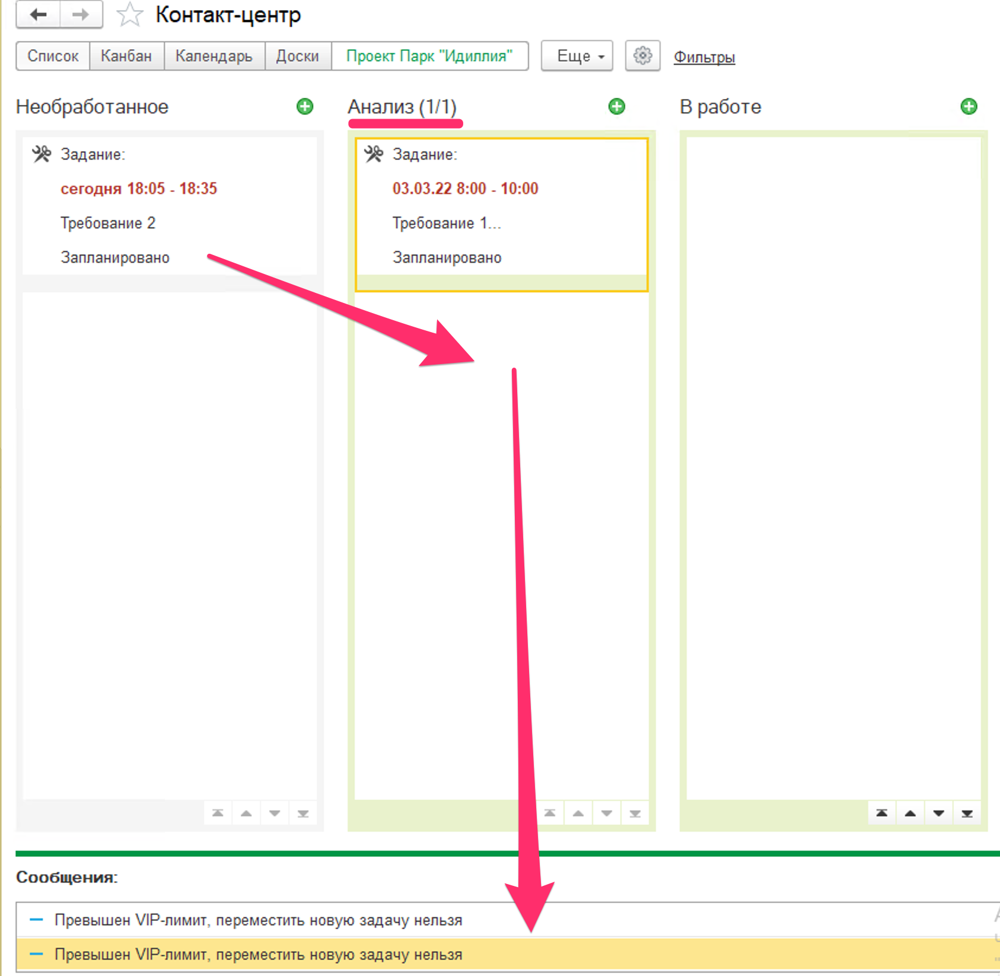 Контакт-центр
Список Канбан Календарь Доски Проект Парк "Идиллия" Еще Фильтры
Необработанное Анализ (1/1) В работе
Задание: Задание:
сегодня 18:05 - 18:35 03.03.22 8:00 - 10:00
Требование 2 Требование 1...
Запланировано Запланировано
Сообщения:
Превышен VIP-лимит, переместить новую задачу нельзя
Превышен VIP-лимит, переместить новую задачу нельзя